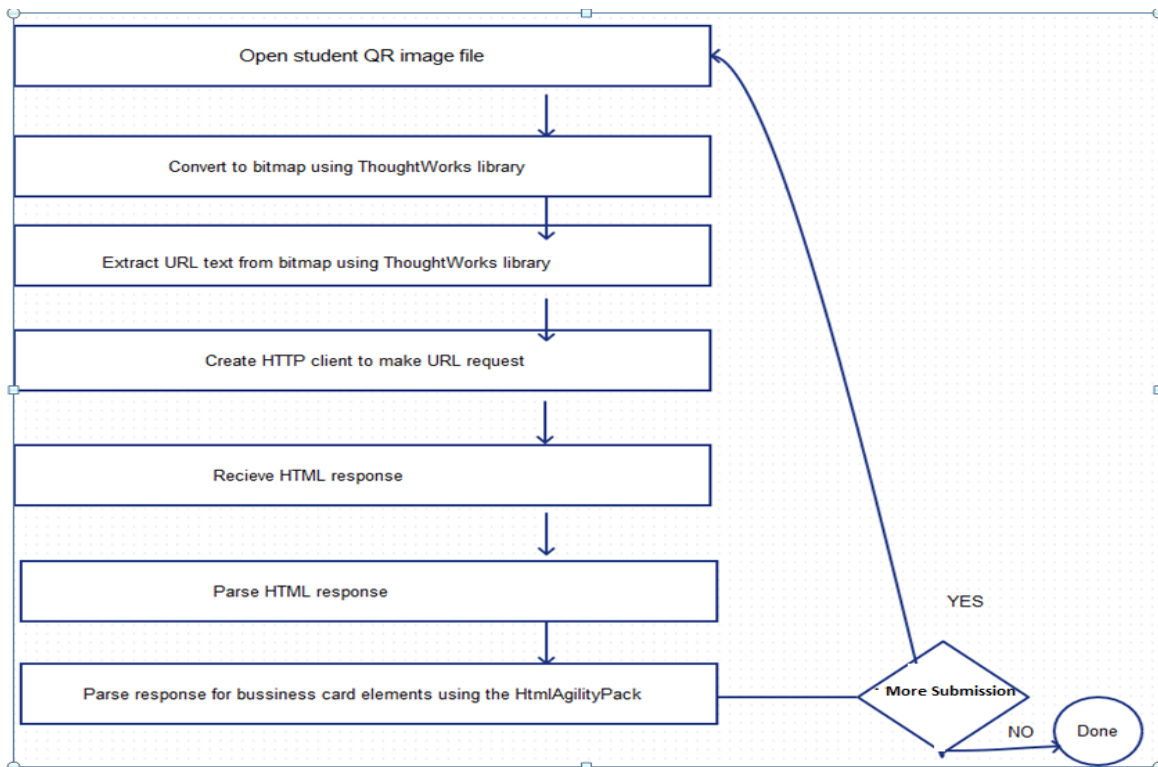 Open student QR image file
Convert to bitmap using ThoughtWorks library
Extract URL text from bitmap using ThoughtWorks library
Create HTTP client to make URL request
Recieve HTML response
Parse HTML response
Parse response for bussiness card elements using the HtmlAgilityPack
YES
More Submission
NO
Done